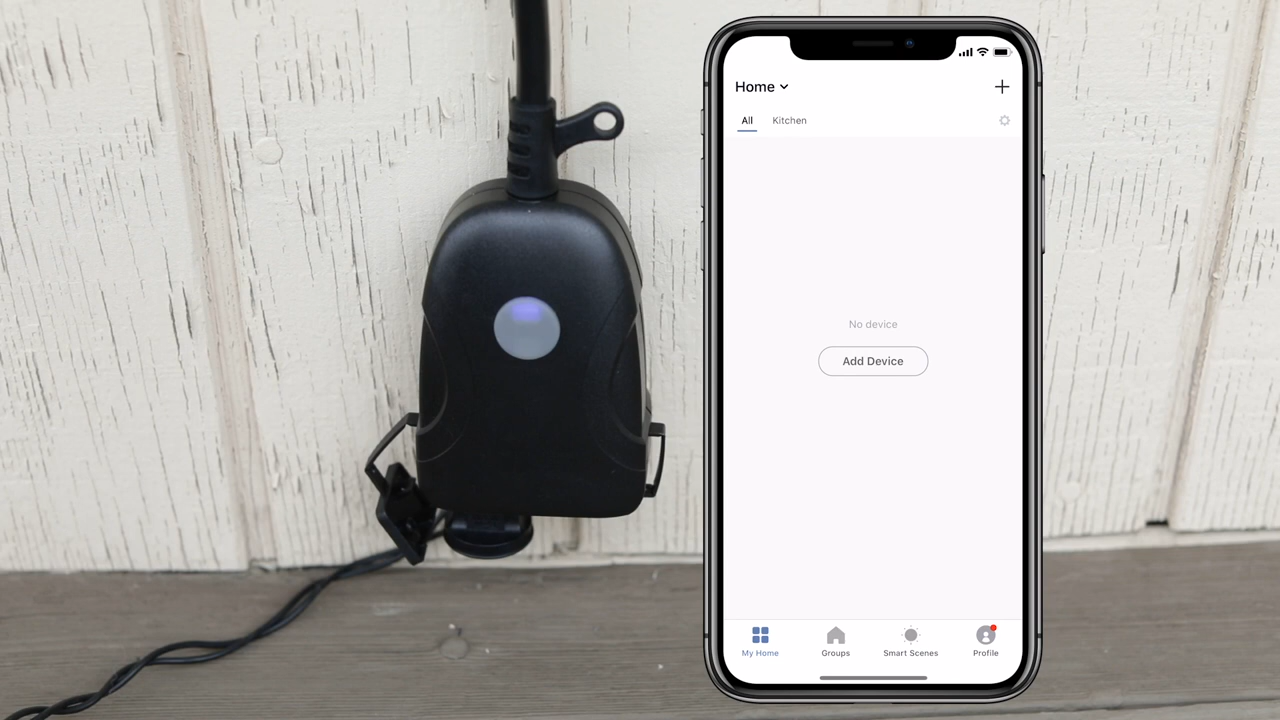 Home
All Kitchen
No device
Add Device
My Home Groups Smart Scenes Profile